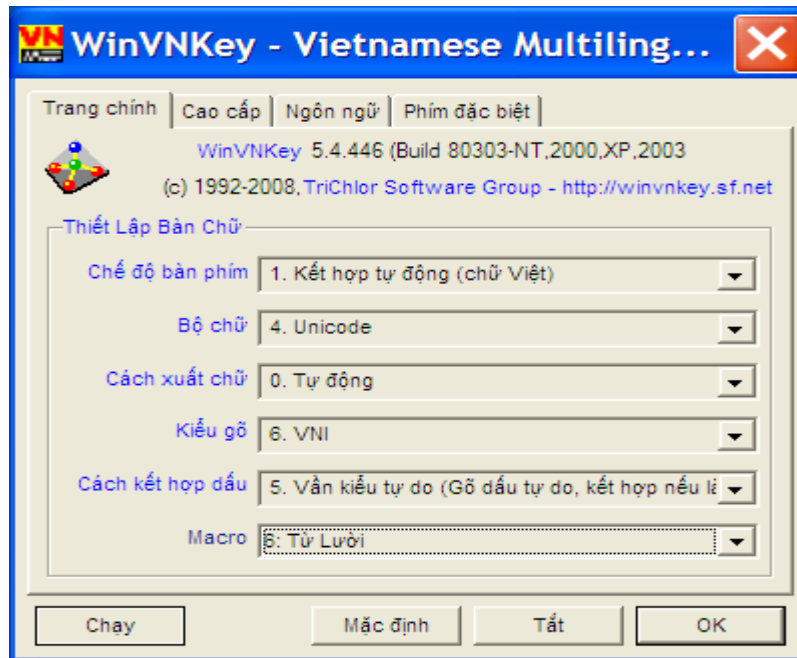 VN WinVNKey - Vietnamese Multiling...
Trang chính Cao cấp Ngôn ngữ Phím đặc biệt
WinVNKey 5.4.446 (Build 80303-NT,2000,XP,2003
(c) 1992-2008, TriChlor Software Group - http://winvnkey.sf.net
Thiết Lập Bàn Chữ
Chế độ bàn phím 1. Kết hợp tự động (chữ Việt)
Bộ chữ 4. Unicode
Cách xuất chữ 0. Tự động
Kiểu gõ 6. VNI
Cách kết hợp dấu 5. Vần kiểu tự do (Gõ dấu tự do, kết hợp nếu là
Macro 6: Từ Lười
Chạy Mặc định Tắt OK